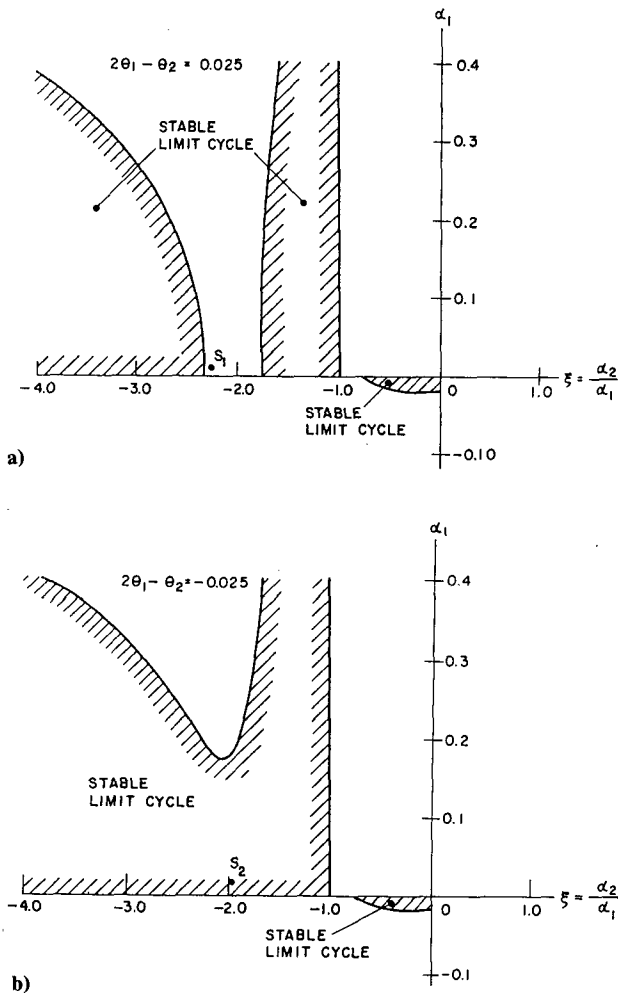 α₁
2θ₁ − θ₂ = 0.025
0.4
STABLE
LIMIT CYCLE
0.3
0.2
0.1
S₁
-4.0 -3.0 -2.0 -1.0 0 1.0 ξ = α₂/α₁
STABLE
LIMIT CYCLE
-0.10
a)
α₁
2θ₁ − θ₂ = −0.025
0.4
0.3
0.2
STABLE
LIMIT CYCLE
0.1
S₂
-4.0 -3.0 -2.0 -1.0 0 1.0 ξ = α₂/α₁
STABLE
LIMIT CYCLE
-0.1
b)